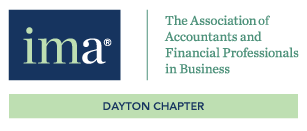 ima®
The Association of
Accountants and
Financial Professionals
in Business
DAYTON CHAPTER